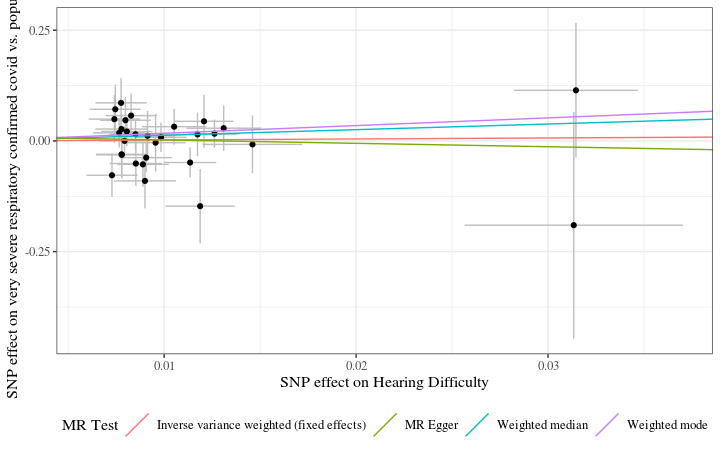 SNP effect on very severe respiratory confirmed covid vs.
0.25
0.00
-0.25
0.01
0.02
0.03
SNP effect on Hearing Difficulty
MR Test
Inverse variance weighted (fixed effects)
MR Egger
Weighted median
Weighted mode